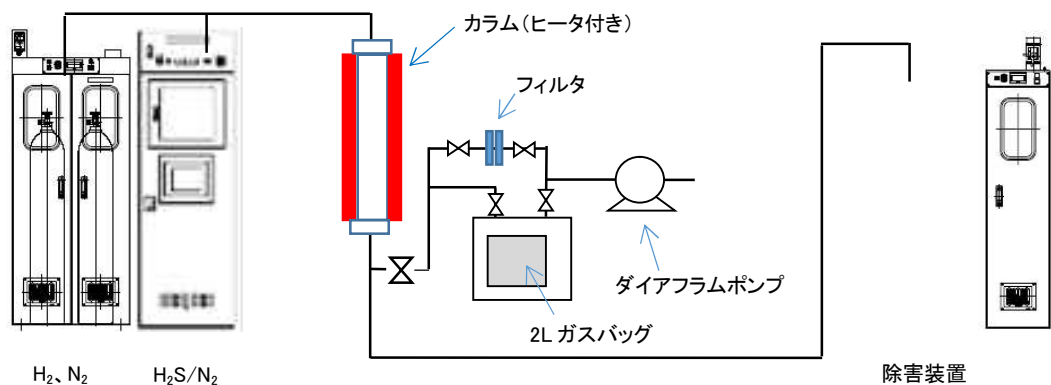 カラム（ヒータ付き）
フィルタ
ダイアフラムポンプ
2L ガスバッグ
H₂、N₂
H₂S/N₂
除害装置